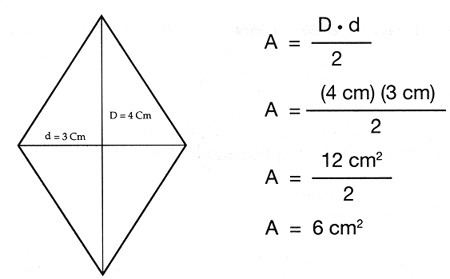 D = 4 Cm
d = 3 Cm
A = D • d / 2
A = (4 cm) (3 cm) / 2
A = 12 cm² / 2
A = 6 cm²